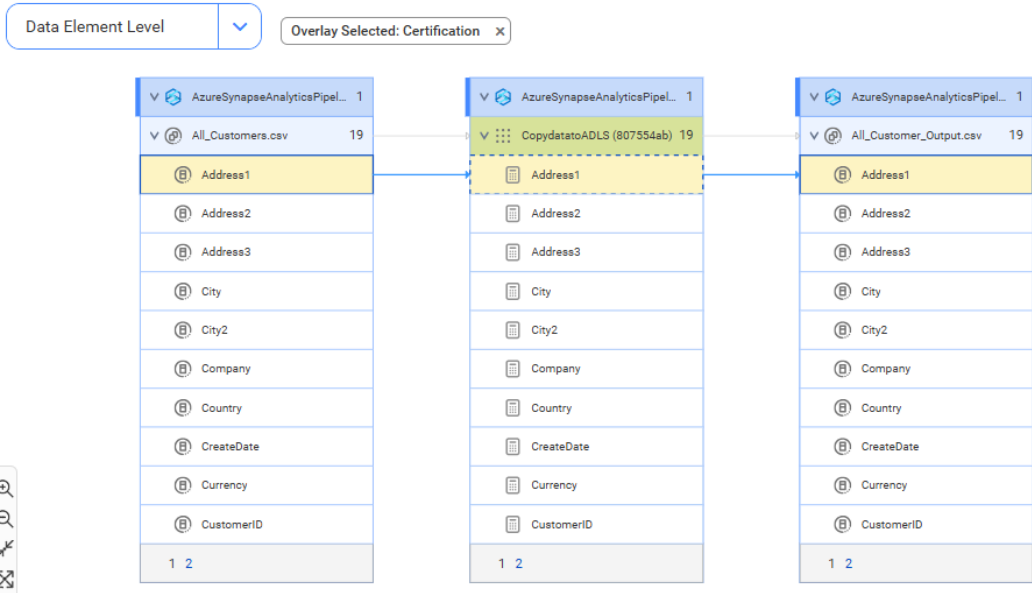 Data Element Level
Overlay Selected: Certification x
AzureSynapseAnalyticsPipel... 1
All_Customers.csv 19
Address1
Address2
Address3
City
City2
Company
Country
CreateDate
Currency
CustomerID
1 2
AzureSynapseAnalyticsPipel... 1
CopydatatoADLS (807554ab) 19
Address1
Address2
Address3
City
City2
Company
Country
CreateDate
Currency
CustomerID
1 2
AzureSynapseAnalyticsPipel... 1
All_Customer_Output.csv 19
Address1
Address2
Address3
City
City2
Company
Country
CreateDate
Currency
CustomerID
1 2